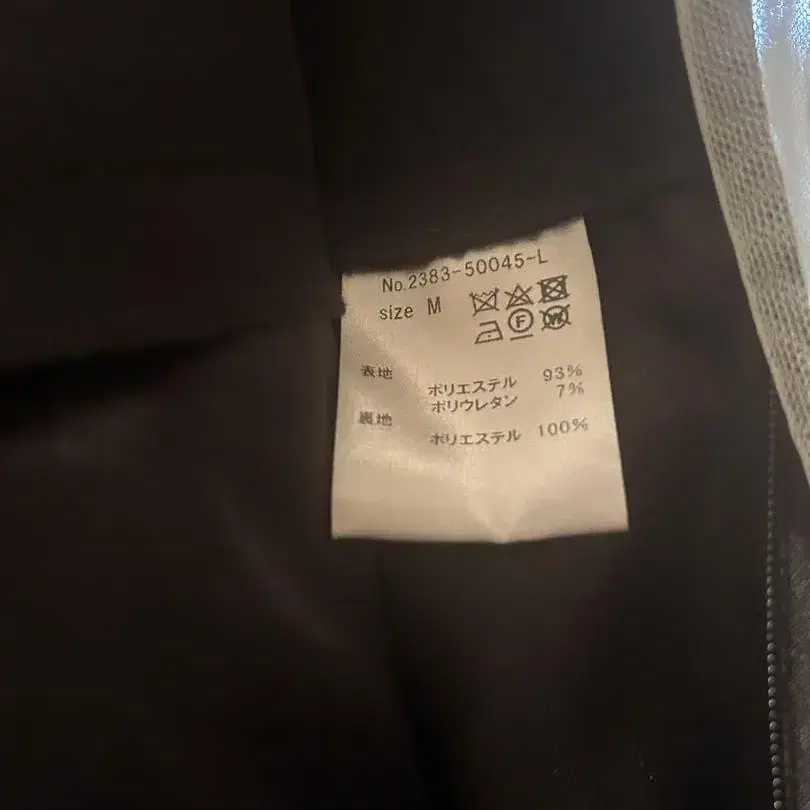 No.2383-50045-L
size M
F W
表地
ポリエステル 93%
ポリウレタン 7%
裏地
ポリエステル 100%